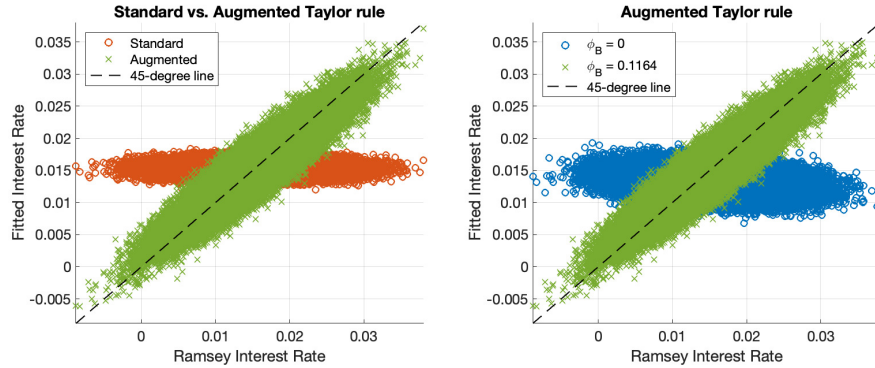 Standard vs. Augmented Taylor rule
Standard
Augmented
45-degree line
0.035
0.03
0.025
0.02
0.015
0.01
0.005
0
-0.005
Fitted Interest Rate
0
0.01
0.02
0.03
Ramsey Interest Rate
Augmented Taylor rule
ϕB = 0
ϕB = 0.1164
45-degree line
0.035
0.03
0.025
0.02
0.015
0.01
0.005
0
-0.005
Fitted Interest Rate
0
0.01
0.02
0.03
Ramsey Interest Rate